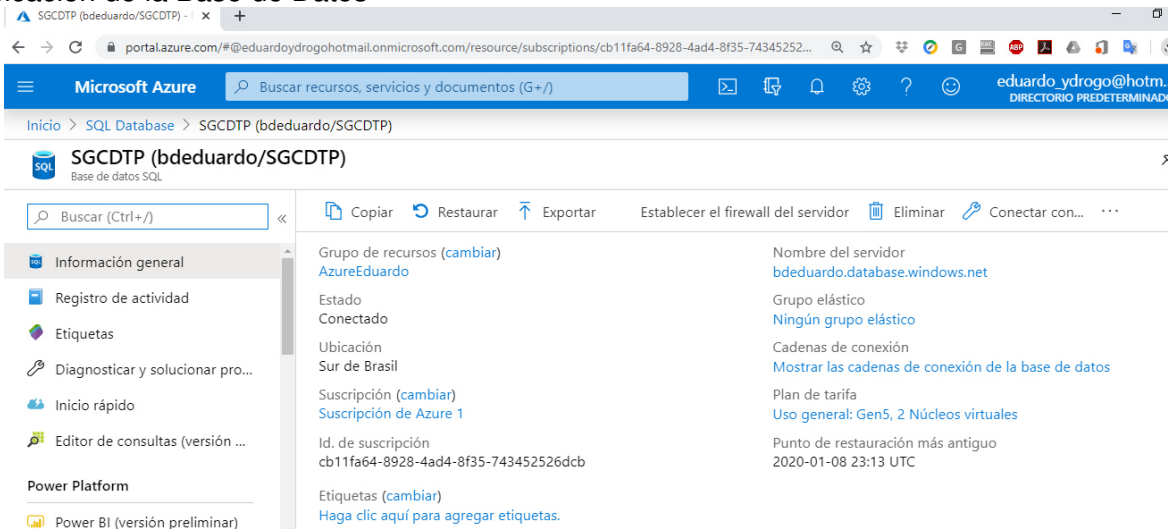 icación de la Base de Datos
SGCDTP (bdeduardo/SGCDTP) -
portal.azure.com/#@eduardoydrogohotmail.onmicrosoft.com/resource/subscriptions/cb11fa64-8928-4ad4-8f35-74345252...
Microsoft Azure
Buscar recursos, servicios y documentos (G+/)
eduardo_ydrogo@hotm.
DIRECTORIO PREDETERMINADO
Inicio > SQL Database > SGCDTP (bdeduardo/SGCDTP)
SQL
SGCDTP (bdeduardo/SGCDTP)
Base de datos SQL
Buscar (Ctrl+/)
«
Copiar Restaurar Exportar Establecer el firewall del servidor Eliminar Conectar con... ...
Información general
Registro de actividad
Etiquetas
Diagnosticar y solucionar pro...
Inicio rápido
Editor de consultas (versión ...
Power Platform
Power BI (versión preliminar)
Grupo de recursos (cambiar)
AzureEduardo
Estado
Conectado
Ubicación
Sur de Brasil
Suscripción (cambiar)
Suscripción de Azure 1
Id. de suscripción
cb11fa64-8928-4ad4-8f35-743452526dcb
Etiquetas (cambiar)
Haga clic aquí para agregar etiquetas.
Nombre del servidor
bdeduardo.database.windows.net
Grupo elástico
Ningún grupo elástico
Cadenas de conexión
Mostrar las cadenas de conexión de la base de datos
Plan de tarifa
Uso general: Gen5, 2 Núcleos virtuales
Punto de restauración más antiguo
2020-01-08 23:13 UTC